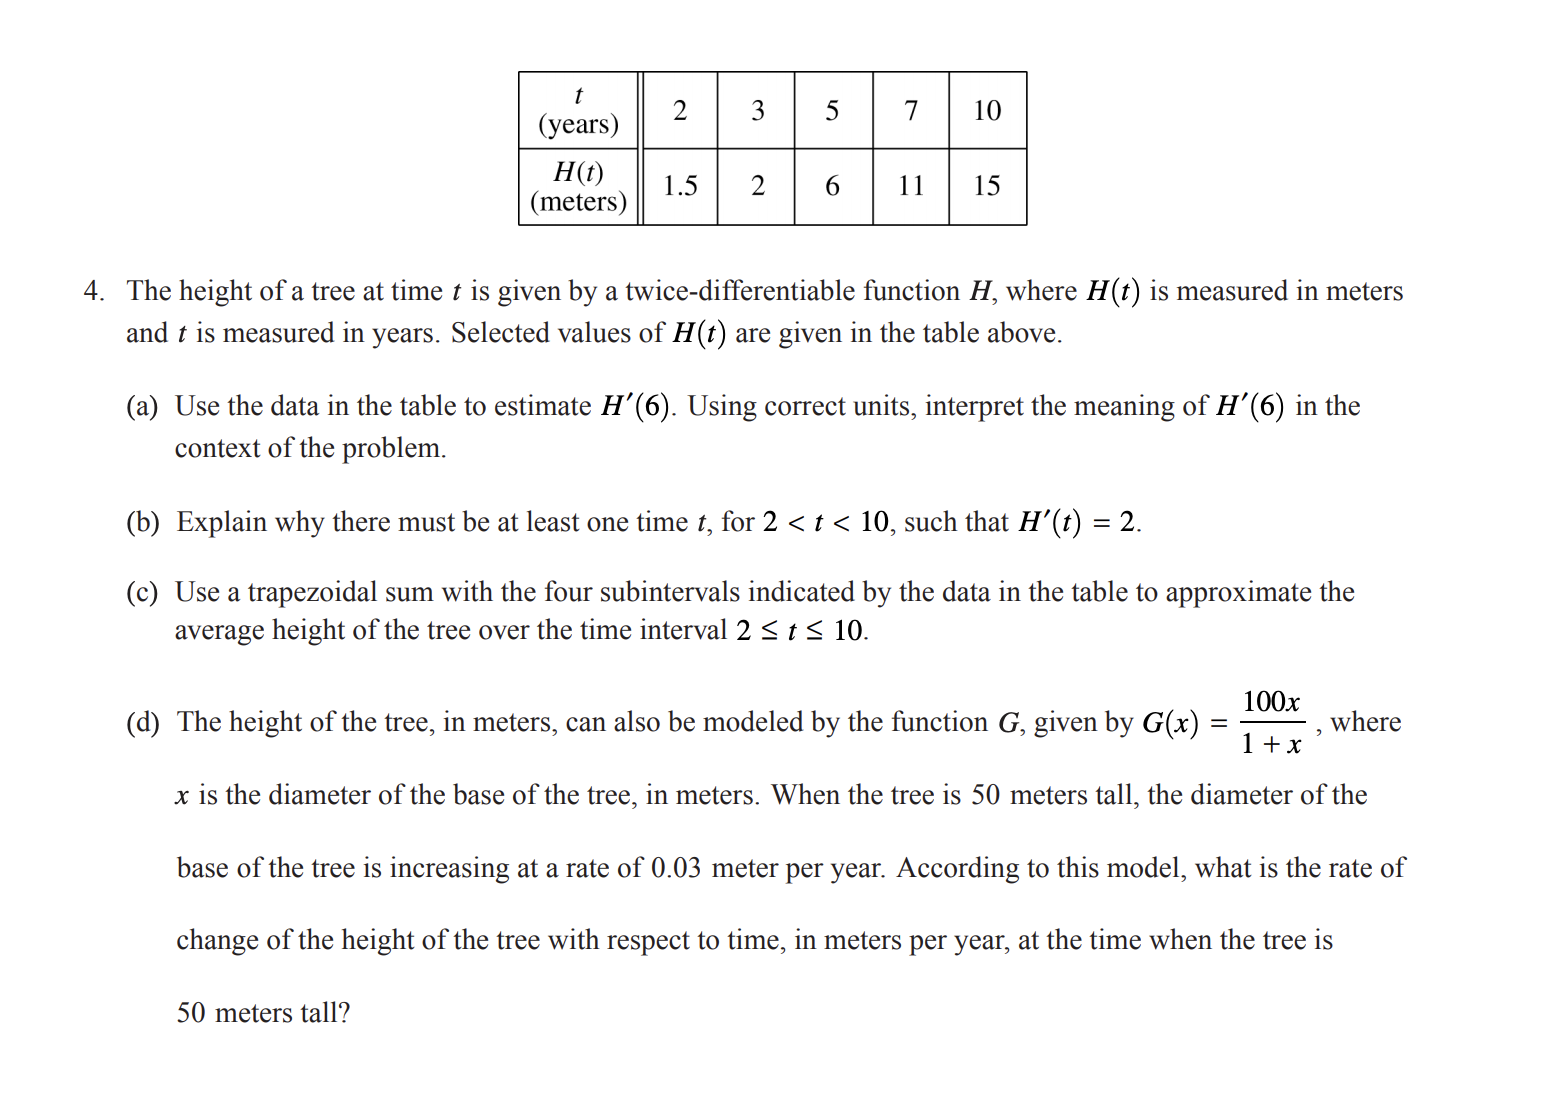 t
(years) 2 3 5 7 10
H(t)
(meters) 1.5 2 6 11 15
4. The height of a tree at time t is given by a twice-differentiable function H, where H(t) is measured in meters
and t is measured in years. Selected values of H(t) are given in the table above.
(a) Use the data in the table to estimate H′(6). Using correct units, interpret the meaning of H′(6) in the
context of the problem.
(b) Explain why there must be at least one time t, for 2 < t < 10, such that H′(t) = 2.
(c) Use a trapezoidal sum with the four subintervals indicated by the data in the table to approximate the
average height of the tree over the time interval 2 ≤ t ≤ 10.
(d) The height of the tree, in meters, can also be modeled by the function G, given by G(x) = 100x / (1 + x), where
x is the diameter of the base of the tree, in meters. When the tree is 50 meters tall, the diameter of the
base of the tree is increasing at a rate of 0.03 meter per year. According to this model, what is the rate of
change of the height of the tree with respect to time, in meters per year, at the time when the tree is
50 meters tall?